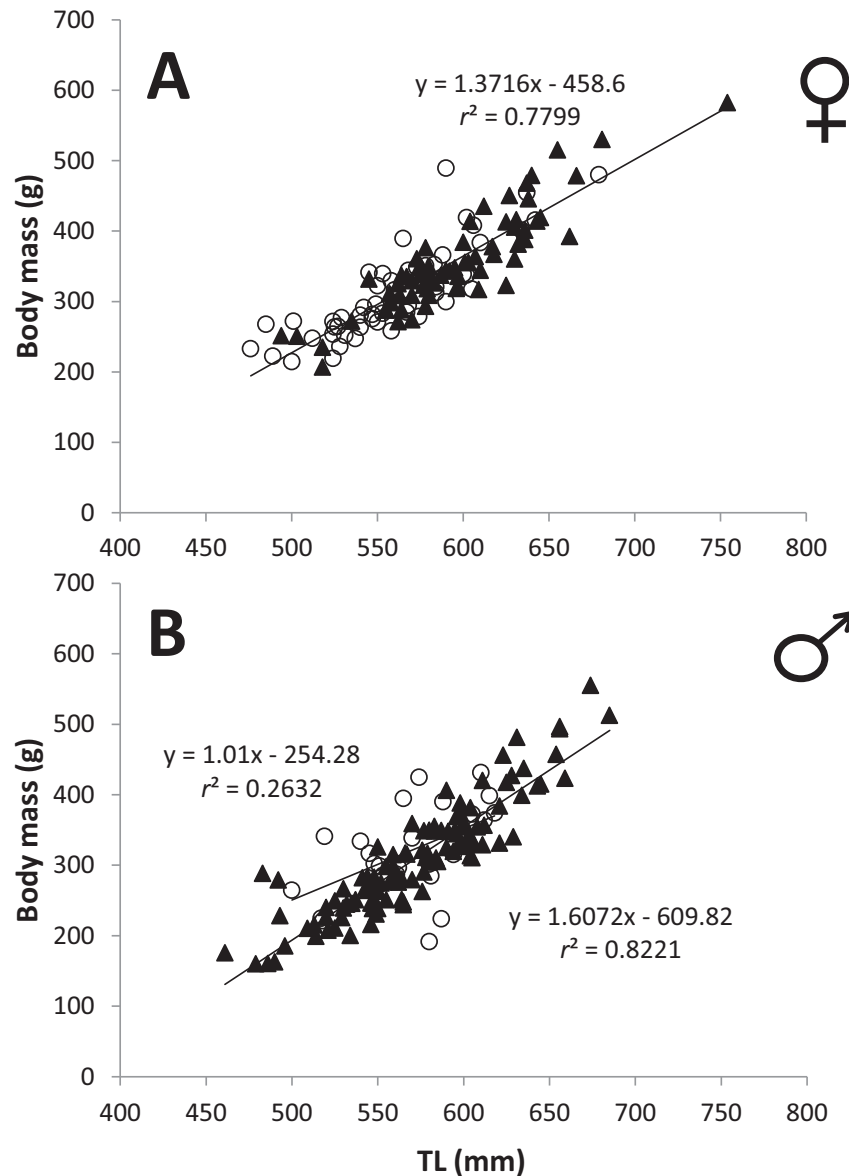 700
600
500
400
300
200
100
0
Body mass (g)
A
y = 1.3716x - 458.6
r² = 0.7799
♀
400 450 500 550 600 650 700 750 800
700
600
500
400
300
200
100
0
Body mass (g)
B
♂
y = 1.01x - 254.28
r² = 0.2632
y = 1.6072x - 609.82
r² = 0.8221
400 450 500 550 600 650 700 750 800
TL (mm)